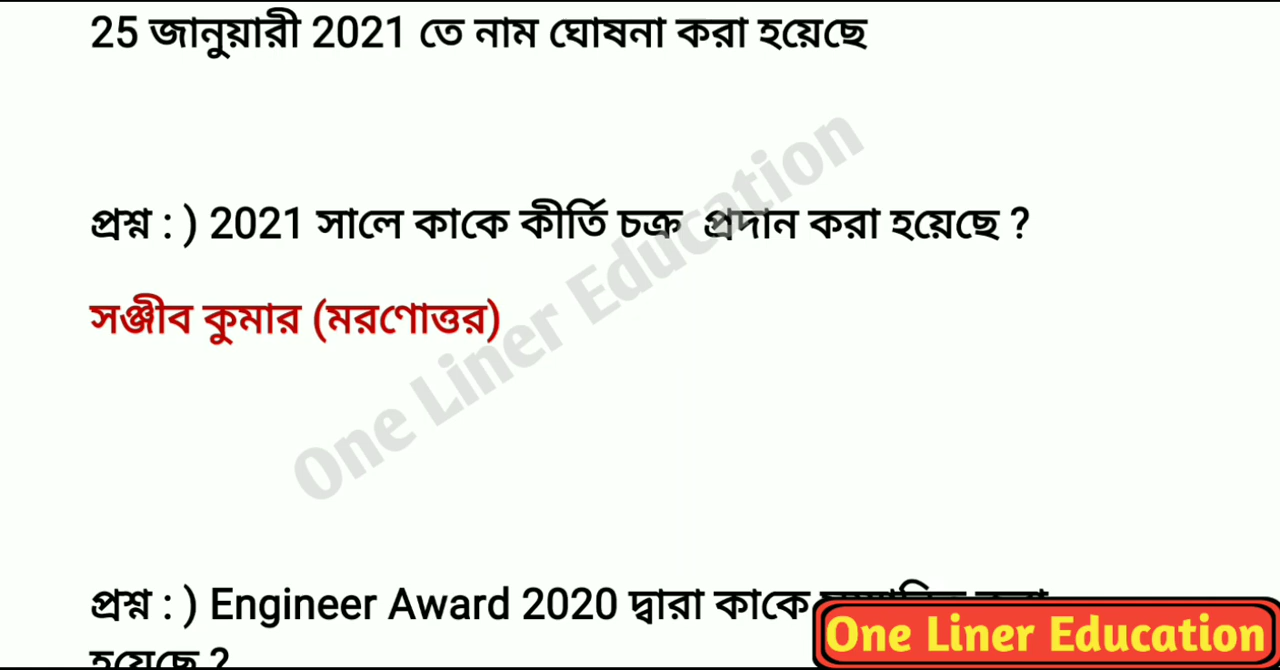 25 জানুয়ারী 2021 তে নাম ঘোষনা করা হয়েছে
প্রশ্ন : ) 2021 সালে কাকে কীর্তি চক্র প্রদান করা হয়েছে ?
সঞ্জীব কুমার (মরণোত্তর)
One Liner Education
প্রশ্ন : ) Engineer Award 2020 দ্বারা কাকে
হয়েছে ?
One Liner Education